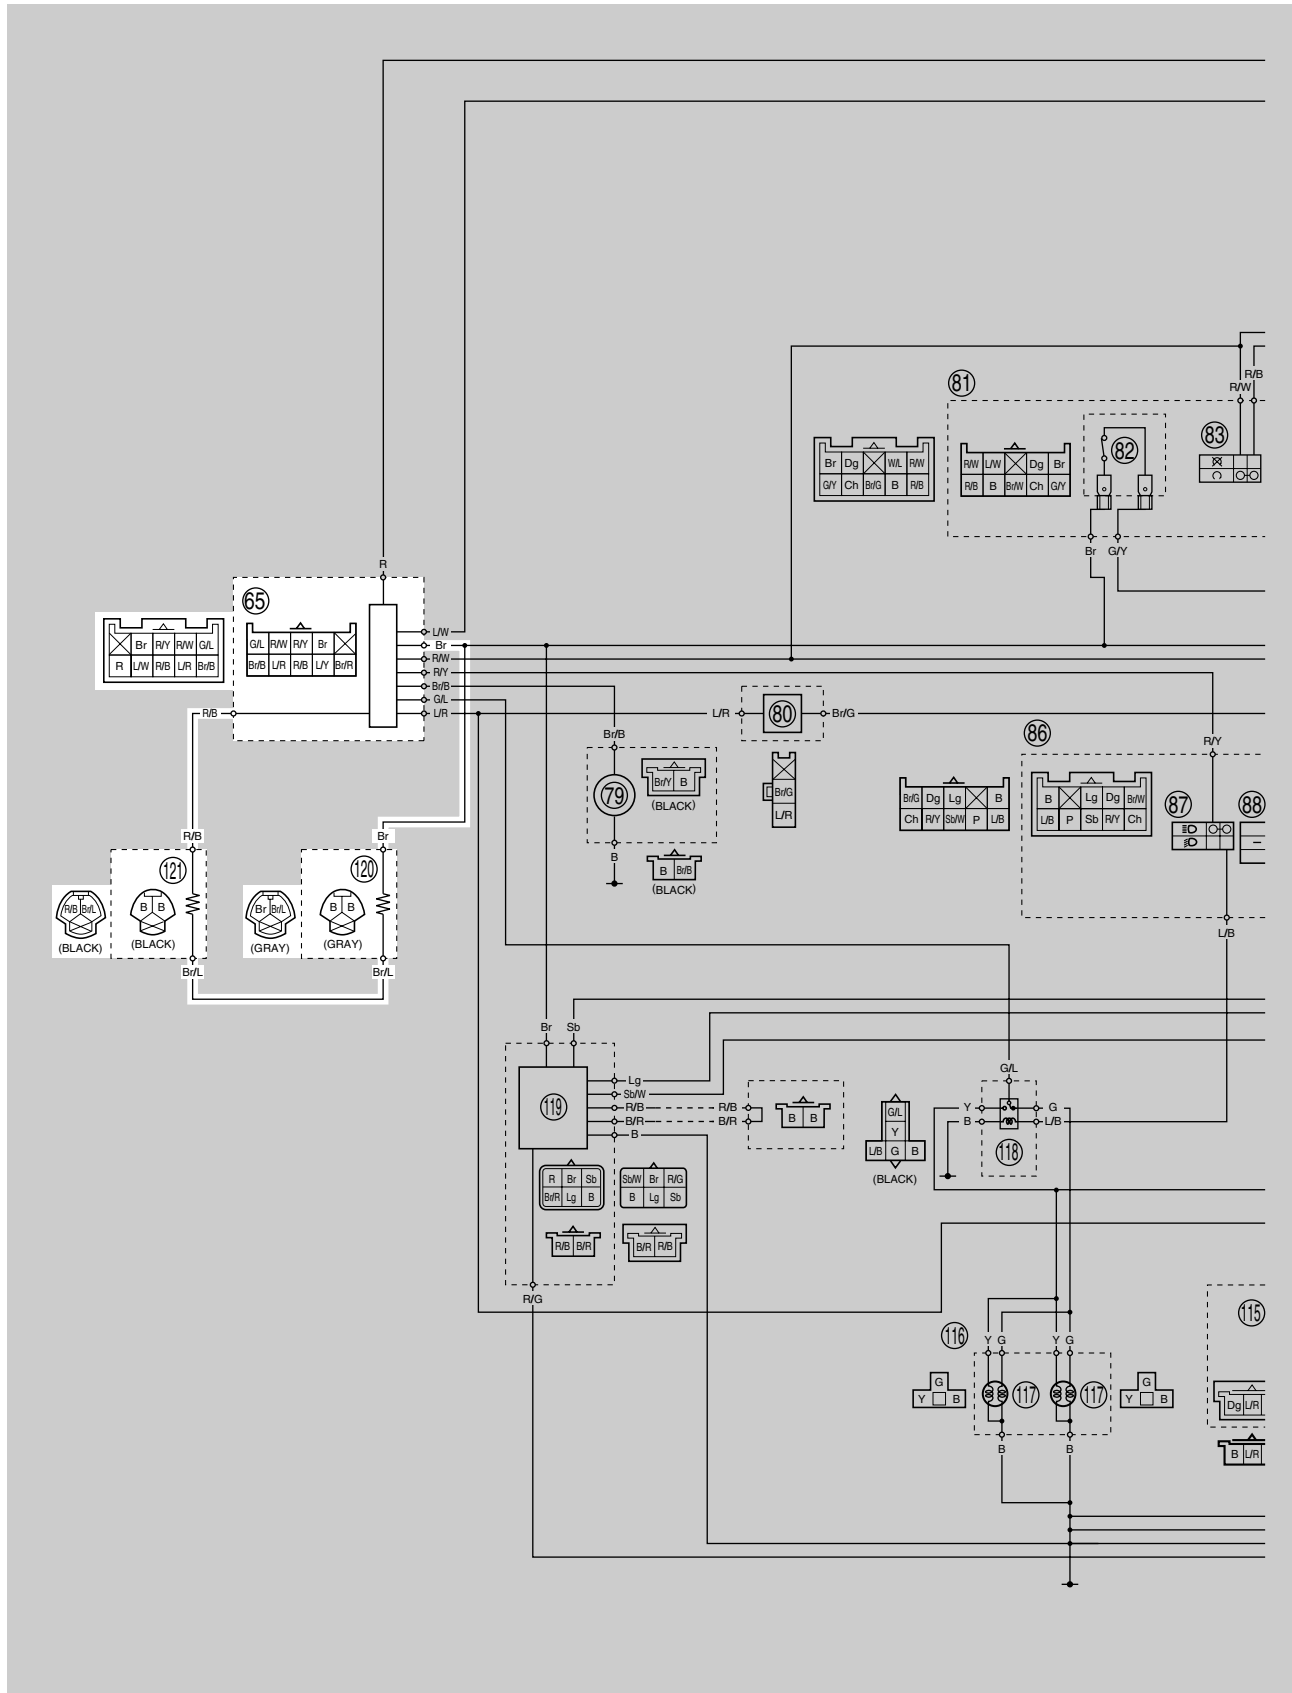 R/B
R/W
81
82
83
Br Dg W/L R/W
G/Y Ch Br/G B R/B
R/W L/W Dg Br
R/B B Br/W Ch G/Y
Br G/Y
R
65
Br R/Y R/W G/L
R L/W R/B L/R Br/B
G/L R/W R/Y Br
Br/B L/R R/B L/Y Br/R
L/W
Br
R/W
R/Y
Br/B
G/L
R/B
L/R
L/R
80
Br/G
Br/B
79
Br/Y B
(BLACK)
B
B Br/B
(BLACK)
Br/G
L/R
86
R/Y
Br/G Dg Lg B
Ch R/Y Sb/W P L/B
B Lg Dg Br/W
L/B P Sb R/Y Ch
87
88
L/B
R/B
Br
121
120
R/B Br/L
(BLACK)
B B
(BLACK)
Br Br/L
(GRAY)
B B
(GRAY)
Br/L
Br/L
Br Sb
119
Lg
Sb/W
R/B R/B
B/R B/R
B
B B
R Br Sb
Br/R Lg B
Sb/W Br R/G
B Lg Sb
R/B B/R
B/R R/B
R/G
G/L
Y
L/B G B
(BLACK)
G/L
Y G
B L/B
118
115
116
Y G Y G
G
Y B
117
117
G
Y B
B B
Dg L/R
B L/R